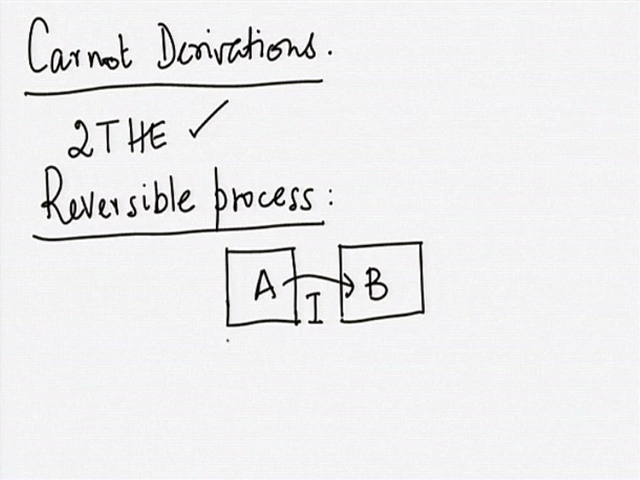 Carnot Derivations.
2THE ✓
Reversible process:
A I B